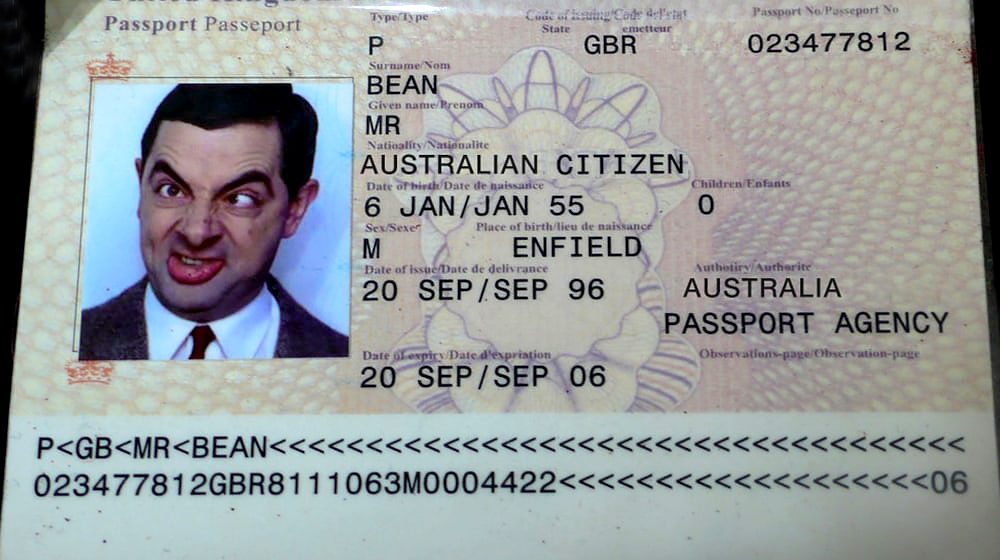 United Kingdom
Passport Passeport
Type/Type
Code of issuing/Code del'etat
State emetteur
Passport No/Passeport No
P GBR 023477812
Surname/Nom
BEAN
Given name/Prenom
MR
Natioality/Nationalite
AUSTRALIAN CITIZEN
Date of birth/Date de naissance
Children/Enfants
6 JAN/JAN 55 0
Sex/Sexe Place of birth/lieu de naissance
M ENFIELD
Date of issue/Date de delivrance
Authotiry/Authorite
20 SEP/SEP 96 AUSTRALIA
PASSPORT AGENCY
Date of expiry/Date d'expriation
Observations-page/Observation-page
20 SEP/SEP 06
P<GB<MR<BEAN<<<<<<<<<<<<<<<<<<<<<<<<<<<<<<<<<<<<<
023477812GBR8111063M0004422<<<<<<<<<<<<<<<<<<<<06